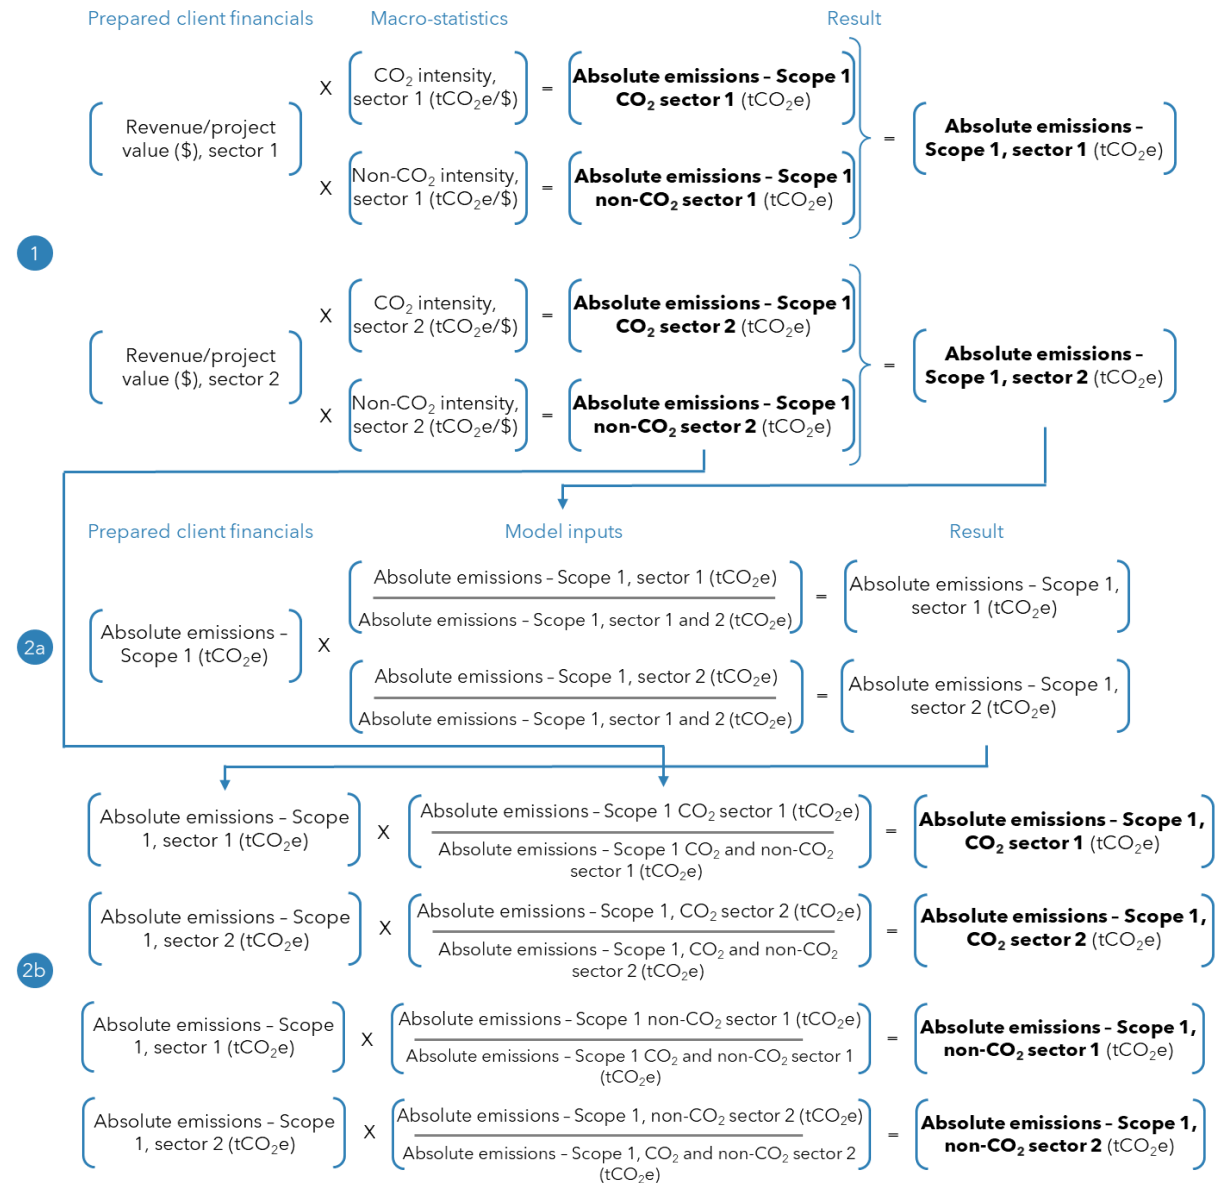 Prepared client financials
Macro-statistics
Result
Revenue/project
value ($), sector 1
X
CO₂ intensity,
sector 1 (tCO₂e/$)
=
Absolute emissions – Scope 1
CO₂ sector 1 (tCO₂e)
X
Non-CO₂ intensity,
sector 1 (tCO₂e/$)
=
Absolute emissions – Scope 1
non-CO₂ sector 1 (tCO₂e)
=
Absolute emissions –
Scope 1, sector 1 (tCO₂e)
1
Revenue/project
value ($), sector 2
X
CO₂ intensity,
sector 2 (tCO₂e/$)
=
Absolute emissions – Scope 1
CO₂ sector 2 (tCO₂e)
X
Non-CO₂ intensity,
sector 2 (tCO₂e/$)
=
Absolute emissions – Scope 1
non-CO₂ sector 2 (tCO₂e)
=
Absolute emissions –
Scope 1, sector 2 (tCO₂e)
Prepared client financials
Model inputs
Result
2a
Absolute emissions –
Scope 1 (tCO₂e)
X
Absolute emissions – Scope 1, sector 1 (tCO₂e)
Absolute emissions – Scope 1, sector 1 and 2 (tCO₂e)
=
Absolute emissions – Scope 1,
sector 1 (tCO₂e)
Absolute emissions – Scope 1, sector 2 (tCO₂e)
Absolute emissions – Scope 1, sector 1 and 2 (tCO₂e)
=
Absolute emissions – Scope 1,
sector 2 (tCO₂e)
2b
Absolute emissions – Scope
1, sector 1 (tCO₂e)
X
Absolute emissions – Scope 1 CO₂ sector 1 (tCO₂e)
Absolute emissions – Scope 1 CO₂ and non-CO₂
sector 1 (tCO₂e)
=
Absolute emissions – Scope 1,
CO₂ sector 1 (tCO₂e)
Absolute emissions – Scope
1, sector 2 (tCO₂e)
X
Absolute emissions – Scope 1, CO₂ sector 2 (tCO₂e)
Absolute emissions – Scope 1, CO₂ and non-CO₂
sector 2 (tCO₂e)
=
Absolute emissions – Scope 1,
CO₂ sector 2 (tCO₂e)
Absolute emissions – Scope
1, sector 1 (tCO₂e)
X
Absolute emissions – Scope 1 non-CO₂ sector 1 (tCO₂e)
Absolute emissions – Scope 1 CO₂ and non-CO₂ sector 1
(tCO₂e)
=
Absolute emissions – Scope 1,
non-CO₂ sector 1 (tCO₂e)
Absolute emissions – Scope
1, sector 2 (tCO₂e)
X
Absolute emissions – Scope 1, non-CO₂ sector 2 (tCO₂e)
Absolute emissions – Scope 1, CO₂ and non-CO₂ sector 2
(tCO₂e)
=
Absolute emissions – Scope 1,
non-CO₂ sector 2 (tCO₂e)